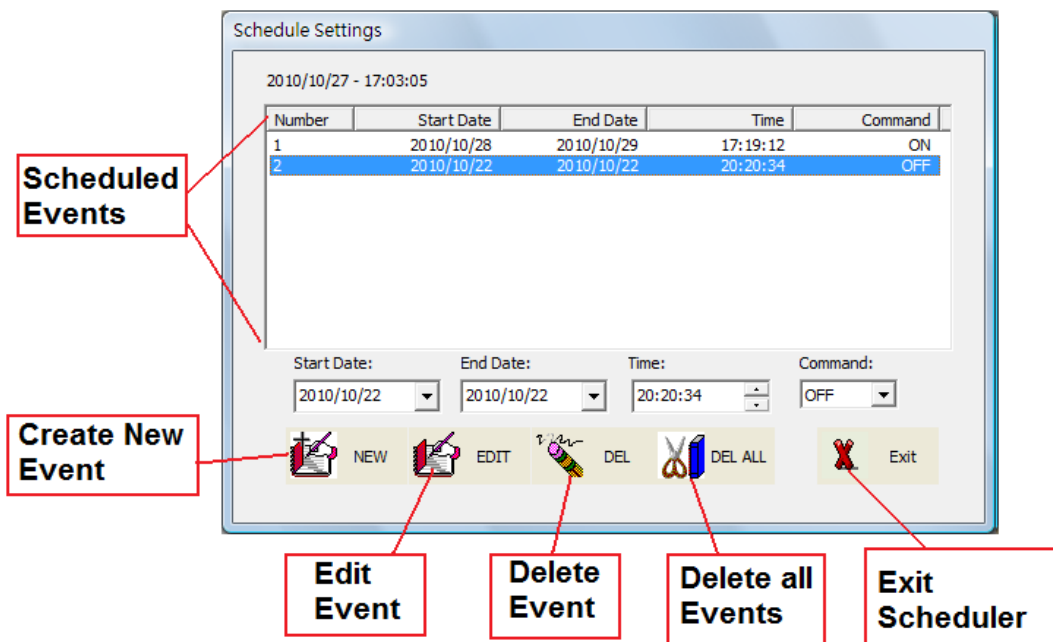 Schedule Settings
2010/10/27 - 17:03:05
Number Start Date End Date Time Command
1 2010/10/28 2010/10/29 17:19:12 ON
2 2010/10/22 2010/10/22 20:20:34 OFF
Scheduled
Events
Start Date: End Date: Time: Command:
2010/10/22 2010/10/22 20:20:34 OFF
Create New
Event
NEW EDIT DEL DEL ALL Exit
Edit
Event
Delete
Event
Delete all
Events
Exit
Scheduler